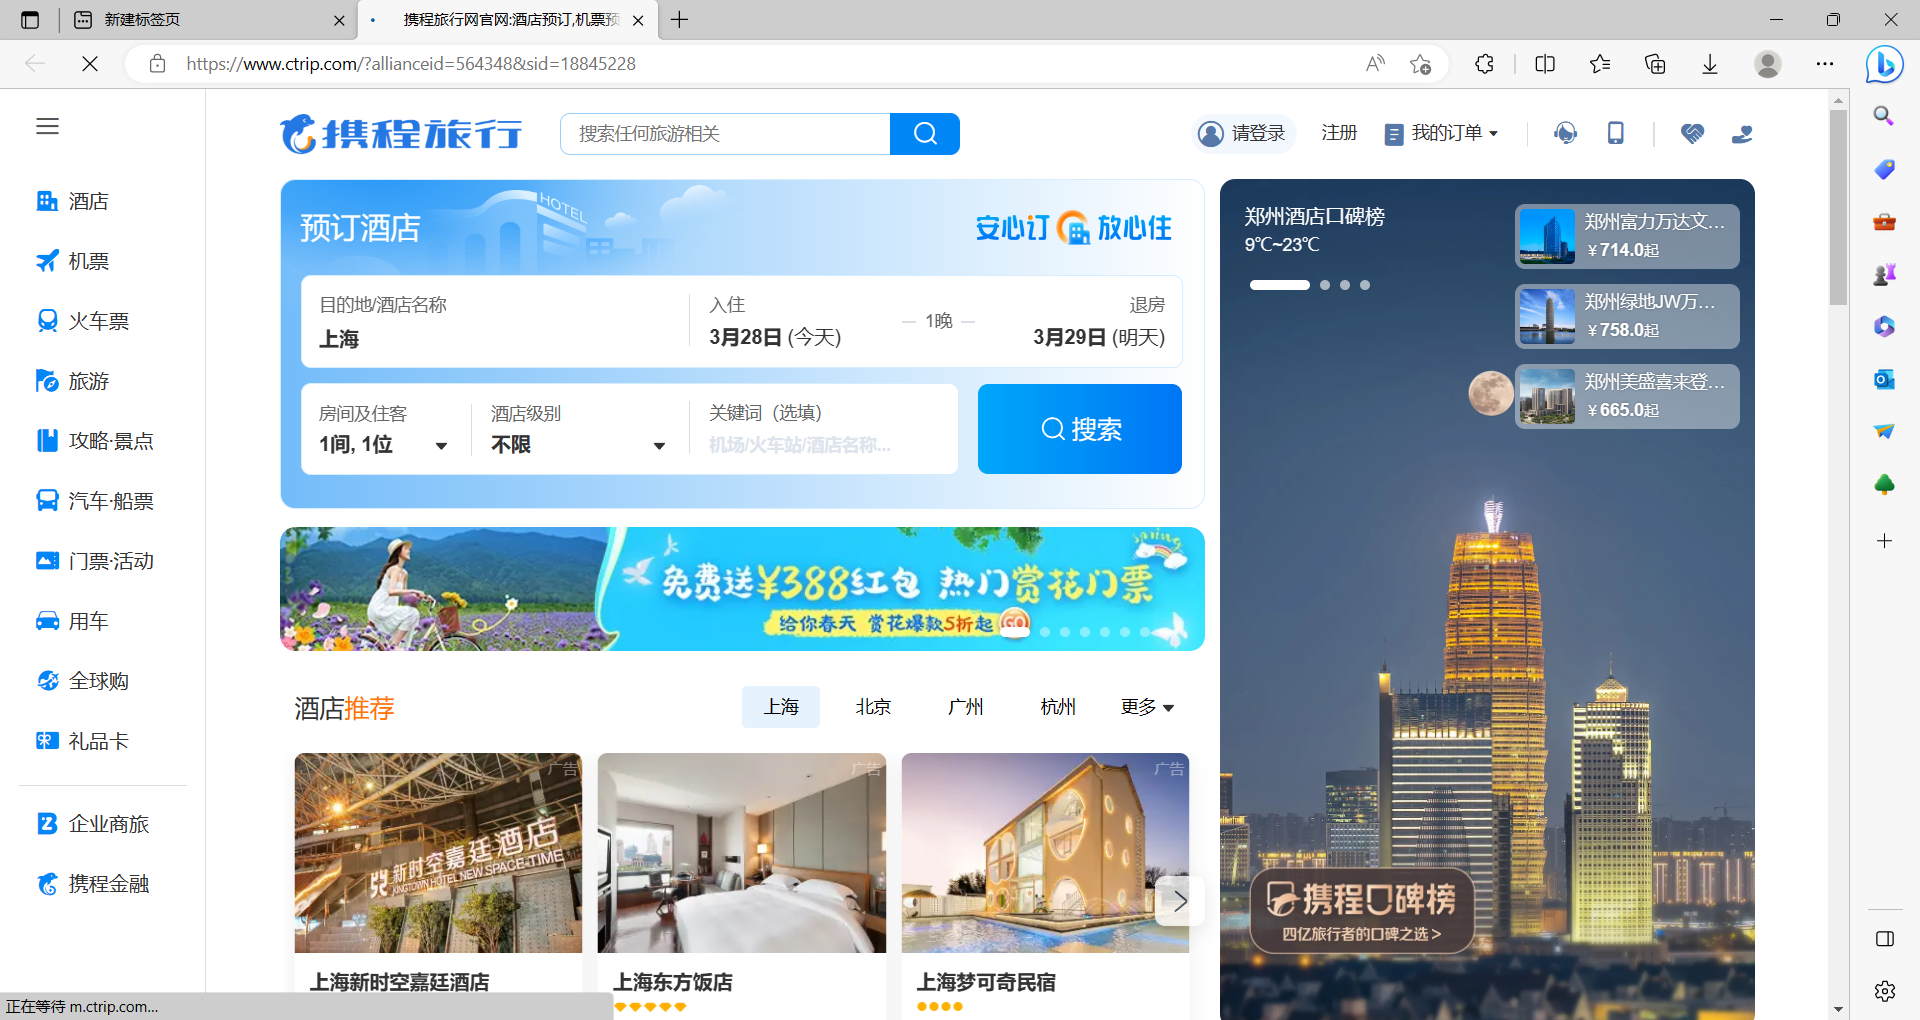 新建标签页
携程旅行网官网:酒店预订,机票预
https://www.ctrip.com/?allianceid=564348&sid=18845228
携程旅行
搜索任何旅游相关
请登录
注册
我的订单
酒店
机票
火车票
旅游
攻略·景点
汽车·船票
门票·活动
用车
全球购
礼品卡
企业商旅
携程金融
预订酒店
HOTEL
安心订 放心住
目的地/酒店名称
上海
入住
3月28日 (今天)
1晚
退房
3月29日 (明天)
房间及住客
1间, 1位
酒店级别
不限
关键词（选填）
机场/火车站/酒店名称...
搜索
郑州酒店口碑榜
9℃~23℃
郑州富力万达文...
￥714.0起
郑州绿地JW万...
￥758.0起
郑州美盛喜来登...
￥665.0起
spring
免费送¥388红包 热门赏花门票
给你春天 赏花爆款5折起
GO
酒店推荐
上海
北京
广州
杭州
更多
广告
广告
广告
新时空嘉廷酒店
KINGTOWN HOTEL NEW SPACE-TIME
携程口碑榜
四亿旅行者的口碑之选 >
上海新时空嘉廷酒店
上海东方饭店
上海梦可奇民宿
正在等待 m.ctrip.com...